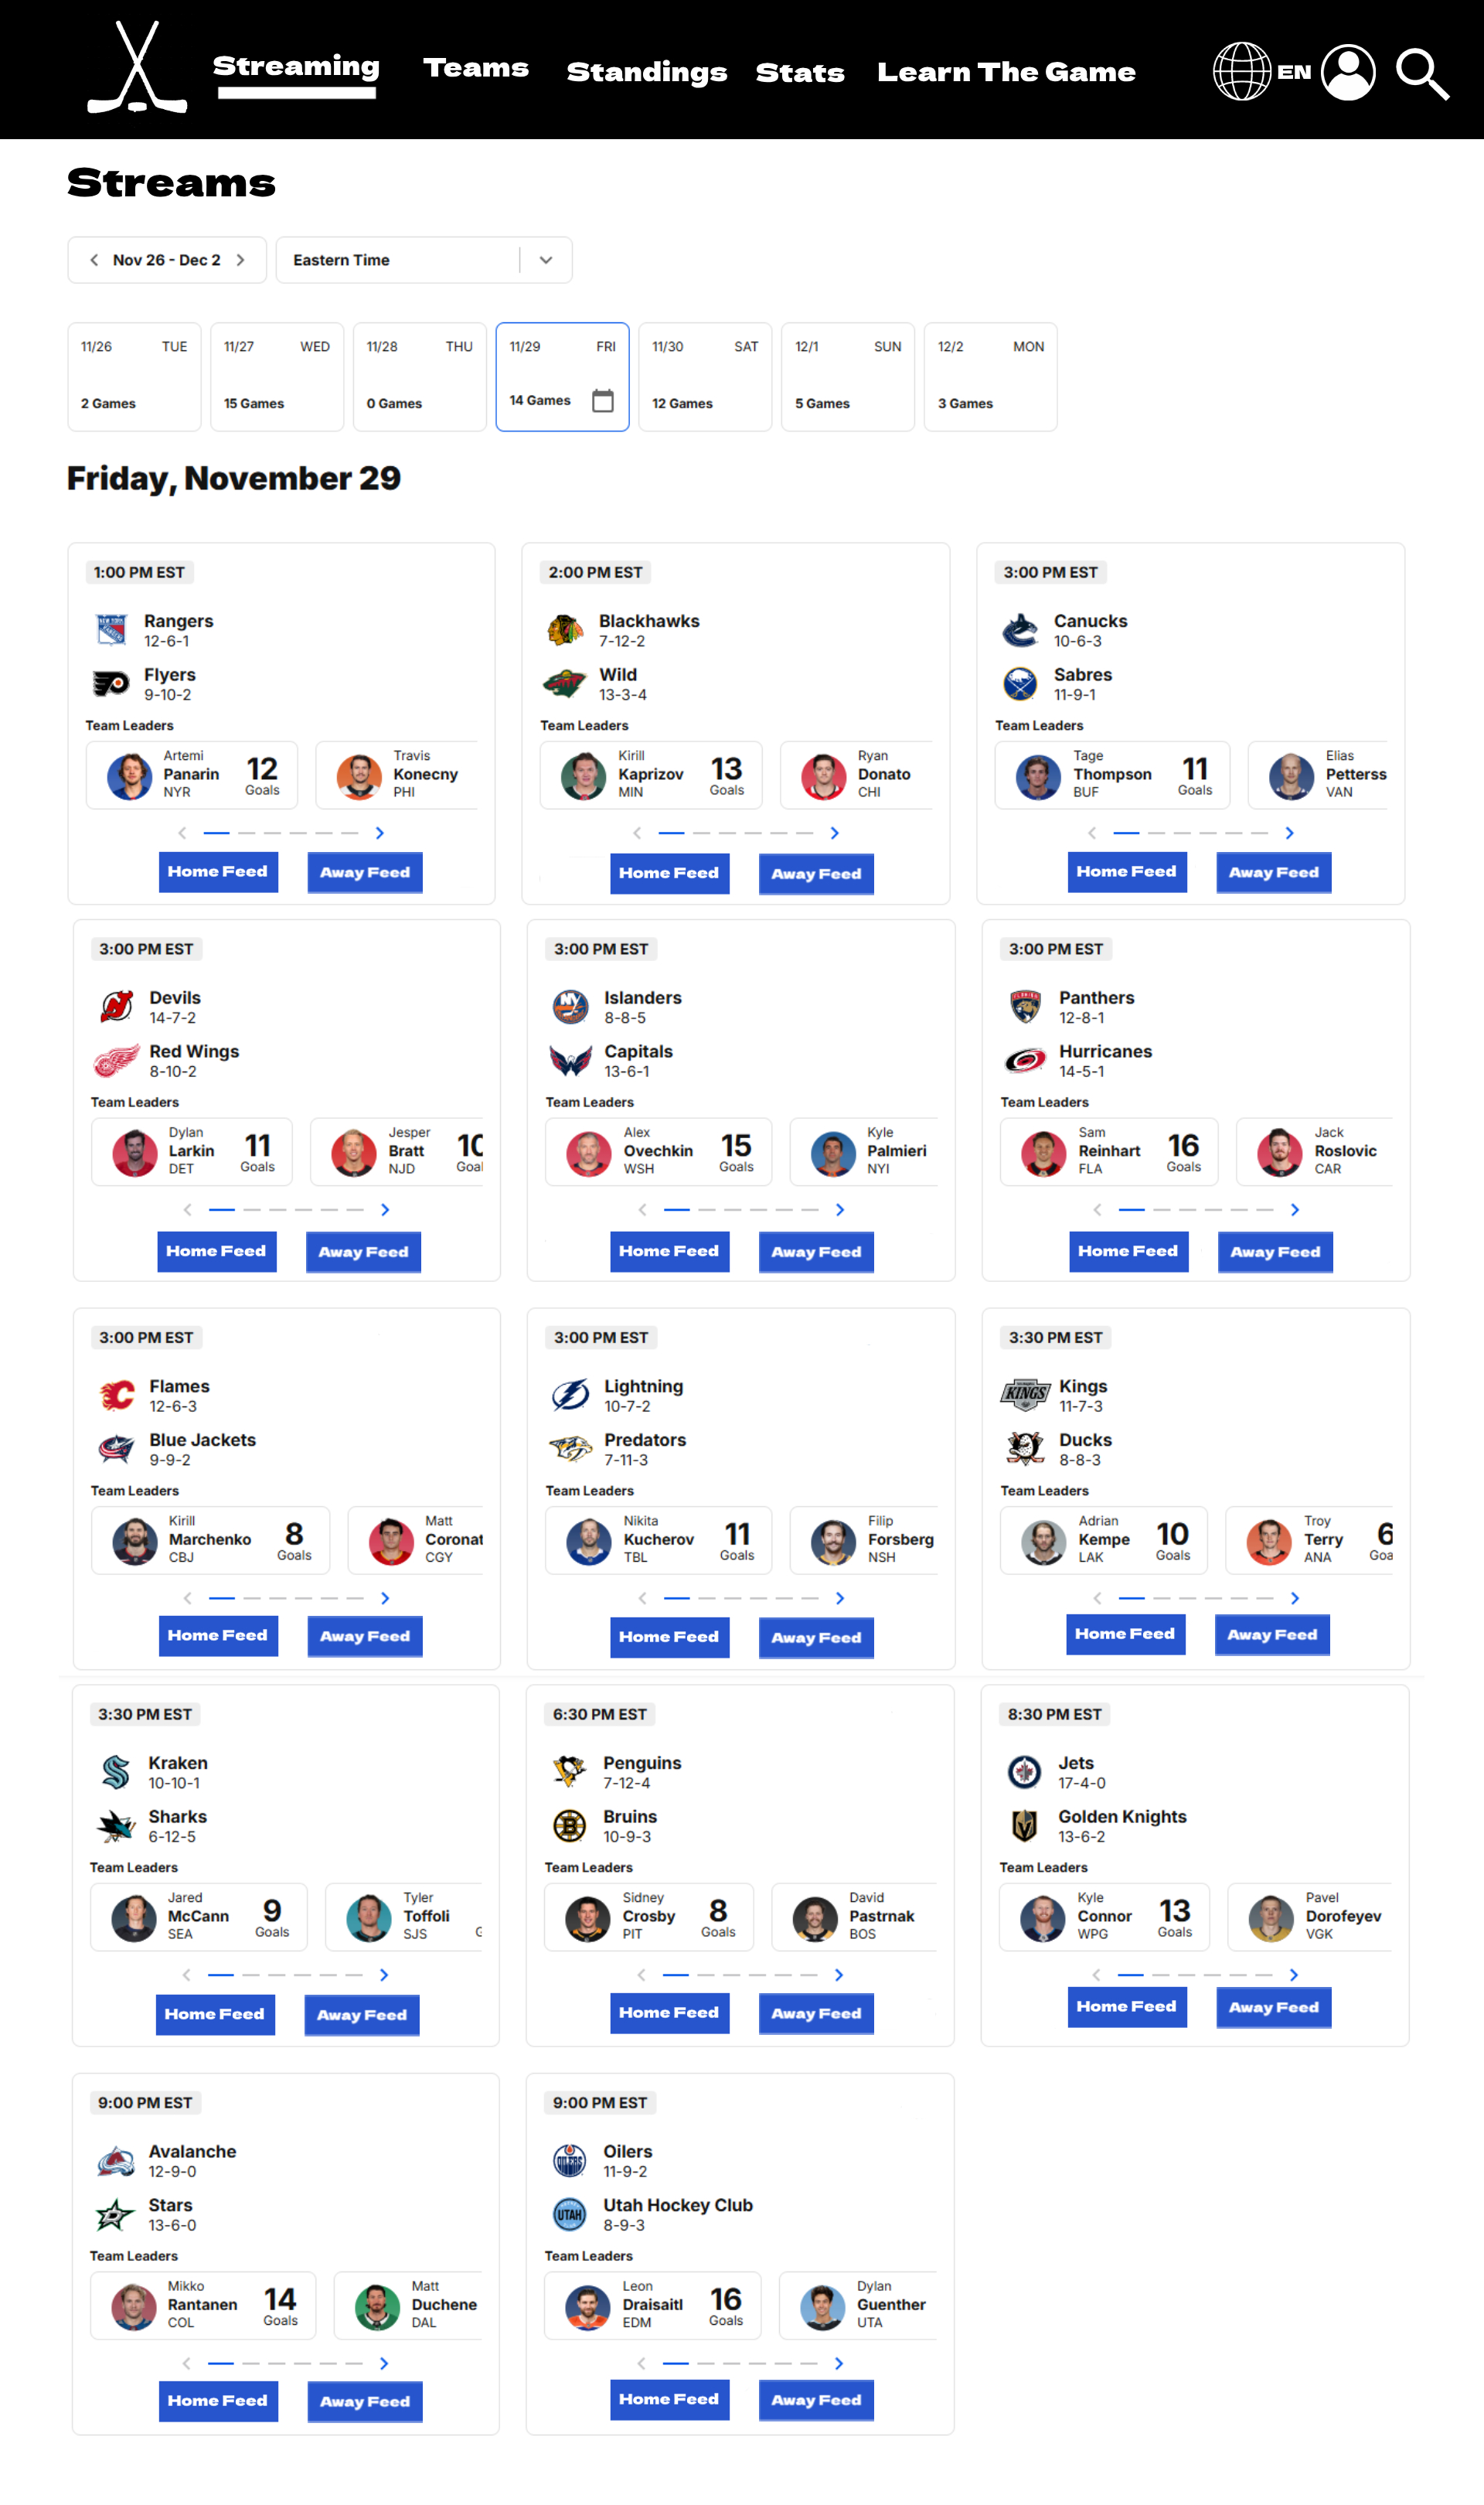 Streaming Teams Standings Stats Learn The Game EN
Streams
Nov 26 - Dec 2 Eastern Time
11/26 TUE 11/27 WED 11/28 THU 11/29 FRI 11/30 SAT 12/1 SUN 12/2 MON
2 Games 15 Games 0 Games 14 Games 12 Games 5 Games 3 Games
Friday, November 29
1:00 PM EST
Rangers
12-6-1
Flyers
9-10-2
Team Leaders
Artemi
Panarin
NYR
12
Goals
Travis
Konecny
PHI
Home Feed Away Feed
2:00 PM EST
Blackhawks
7-12-2
Wild
13-3-4
Team Leaders
Kirill
Kaprizov
MIN
13
Goals
Ryan
Donato
CHI
Home Feed Away Feed
3:00 PM EST
Canucks
10-6-3
Sabres
11-9-1
Team Leaders
Tage
Thompson
BUF
11
Goals
Elias
Petterss
VAN
Home Feed Away Feed
3:00 PM EST
Devils
14-7-2
Red Wings
8-10-2
Team Leaders
Dylan
Larkin
DET
11
Goals
Jesper
Bratt
NJD
10
Goal
Home Feed Away Feed
3:00 PM EST
Islanders
8-8-5
Capitals
13-6-1
Team Leaders
Alex
Ovechkin
WSH
15
Goals
Kyle
Palmieri
NYI
Home Feed Away Feed
3:00 PM EST
Panthers
12-8-1
Hurricanes
14-5-1
Team Leaders
Sam
Reinhart
FLA
16
Goals
Jack
Roslovic
CAR
Home Feed Away Feed
3:00 PM EST
Flames
12-6-3
Blue Jackets
9-9-2
Team Leaders
Kirill
Marchenko
CBJ
8
Goals
Matt
Coronat
CGY
Home Feed Away Feed
3:00 PM EST
Lightning
10-7-2
Predators
7-11-3
Team Leaders
Nikita
Kucherov
TBL
11
Goals
Filip
Forsberg
NSH
Home Feed Away Feed
3:30 PM EST
KINGS
Kings
11-7-3
Ducks
8-8-3
Team Leaders
Adrian
Kempe
LAK
10
Goals
Troy
Terry
ANA
6
Goa
Home Feed Away Feed
3:30 PM EST
Kraken
10-10-1
Sharks
6-12-5
Team Leaders
Jared
McCann
SEA
9
Goals
Tyler
Toffoli
SJS
Home Feed Away Feed
6:30 PM EST
Penguins
7-12-4
Bruins
10-9-3
Team Leaders
Sidney
Crosby
PIT
8
Goals
David
Pastrnak
BOS
Home Feed Away Feed
8:30 PM EST
Jets
17-4-0
Golden Knights
13-6-2
Team Leaders
Kyle
Connor
WPG
13
Goals
Pavel
Dorofeyev
VGK
Home Feed Away Feed
9:00 PM EST
Avalanche
12-9-0
Stars
13-6-0
Team Leaders
Mikko
Rantanen
COL
14
Goals
Matt
Duchene
DAL
Home Feed Away Feed
9:00 PM EST
OILERS
Oilers
11-9-2
UTAH
Utah Hockey Club
8-9-3
Team Leaders
Leon
Draisaitl
EDM
16
Goals
Dylan
Guenther
UTA
Home Feed Away Feed